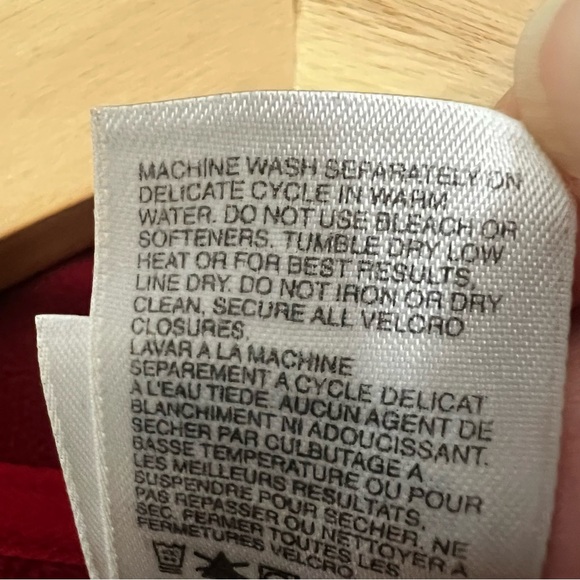 MACHINE WASH SEPARATELY ON
DELICATE CYCLE IN WARM
WATER. DO NOT USE BLEACH OR
SOFTENERS. TUMBLE DRY LOW
HEAT OR FOR BEST RESULTS,
LINE DRY. DO NOT IRON OR DRY
CLEAN. SECURE ALL VELCRO
CLOSURES.
LAVAR A LA MACHINE
SEPAREMENT A CYCLE DELICAT
A L'EAU TIEDE. AUCUN AGENT DE
BLANCHIMENT NI ADOUCISSANT.
SECHER PAR CULBUTAGE A
BASSE TEMPERATURE OU POUR
LES MEILLEURS RESULTATS,
SUSPENDRE POUR SECHER. NE
PAS REPASSER OU NETTOYER A
SEC. FERMER TOUTES LES
FERMETURES VELCRO.